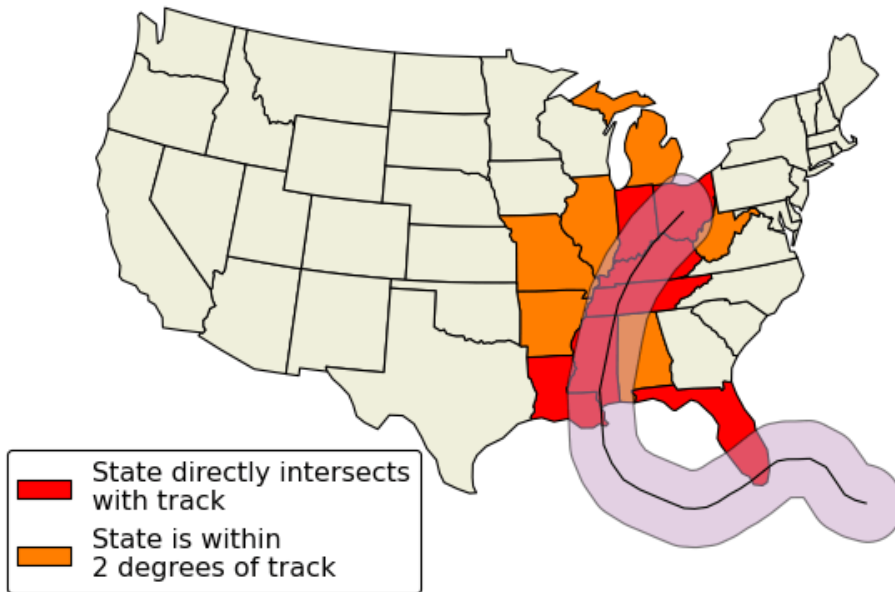 State directly intersects
with track
State is within
2 degrees of track